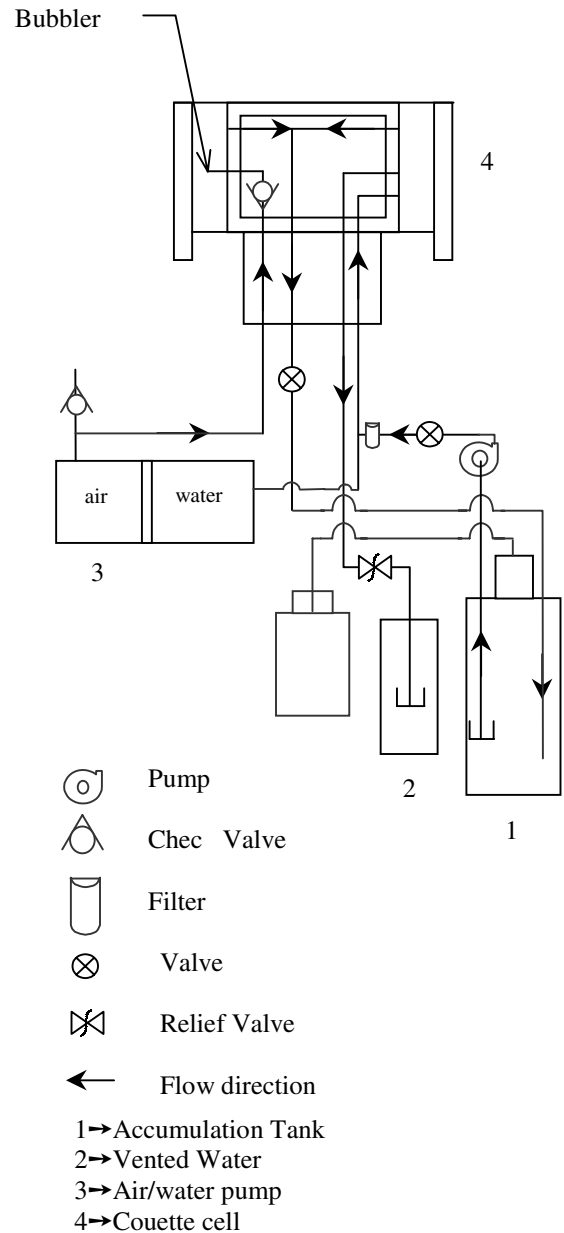 Bubbler
4
air
water
3
2
1
Pump
Chec Valve
Filter
Valve
Relief Valve
Flow direction
1→Accumulation Tank
2→Vented Water
3→Air/water pump
4→Couette cell